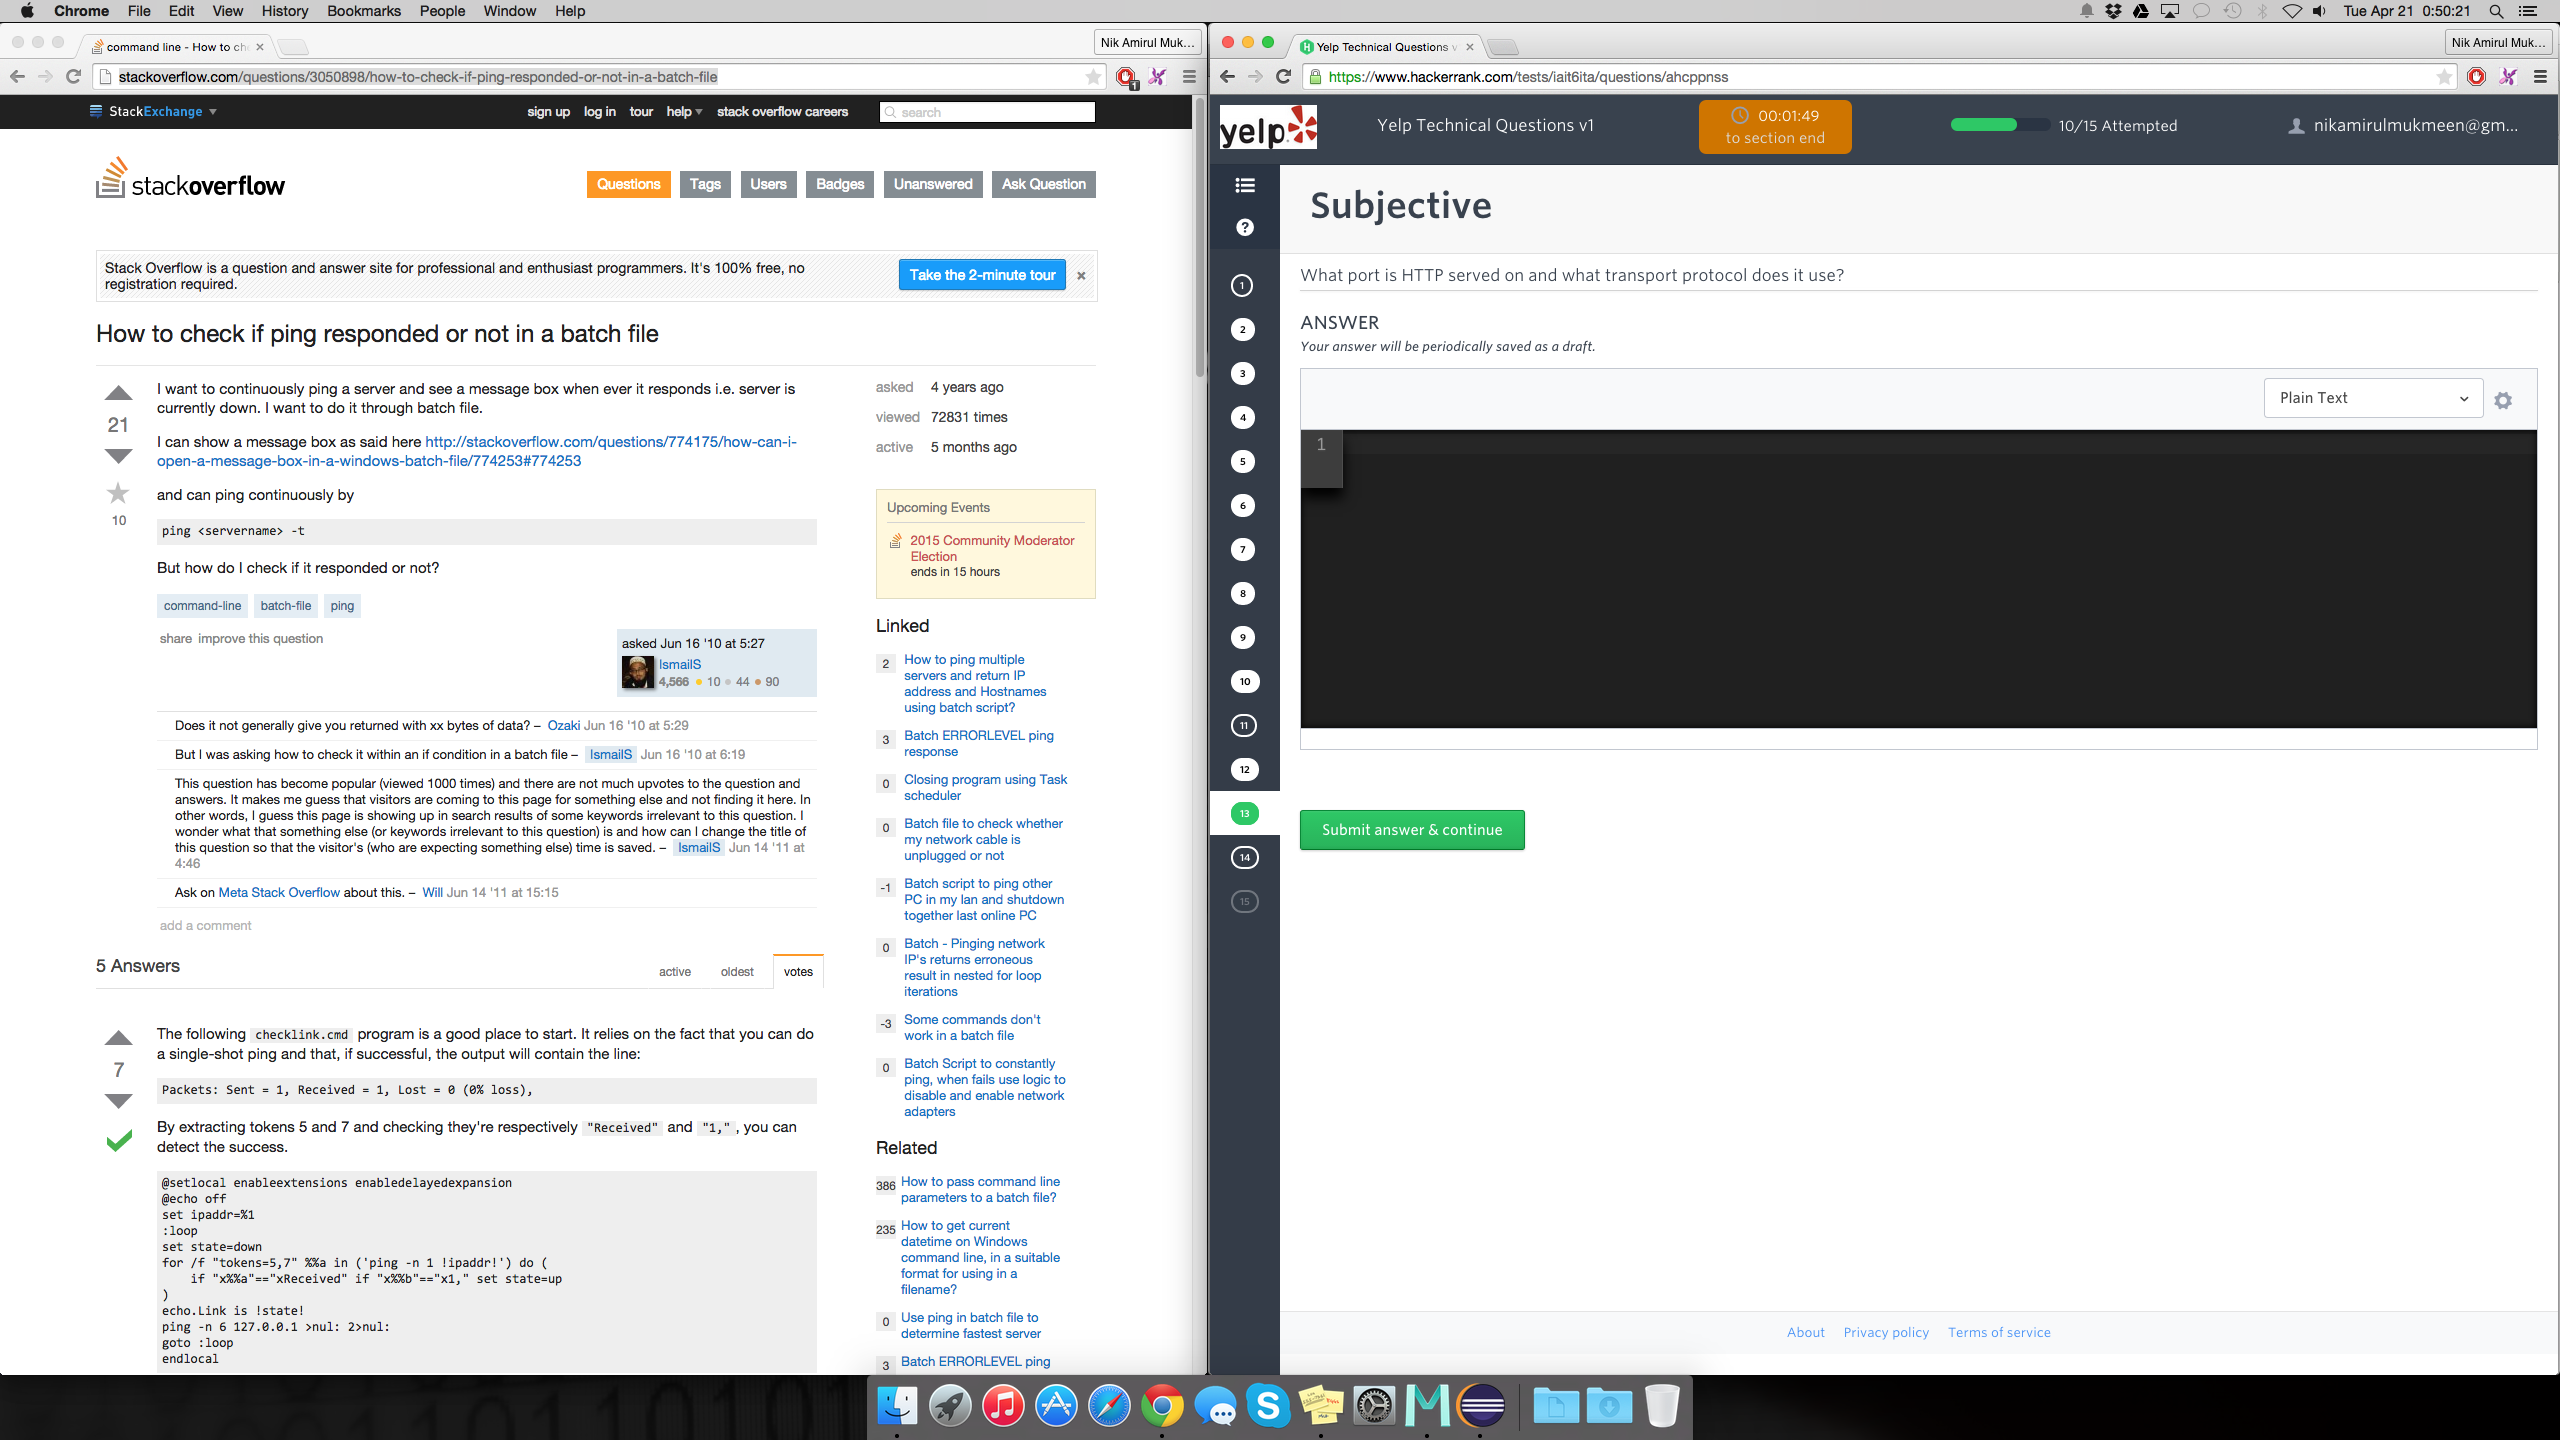 Chrome File Edit View History Bookmarks People Window Help
Tue Apr 21 0:50:21
command line - How to ch
Nik Amirul Muk...
stackoverflow.com/questions/3050898/how-to-check-if-ping-responded-or-not-in-a-batch-file
1
StackExchange
sign up log in tour help stack overflow careers
search
stackoverflow
Questions Tags Users Badges Unanswered Ask Question
Stack Overflow is a question and answer site for professional and enthusiast programmers. It's 100% free, no
registration required.
Take the 2-minute tour
×
How to check if ping responded or not in a batch file
21
10
I want to continuously ping a server and see a message box when ever it responds i.e. server is
currently down. I want to do it through batch file.
I can show a message box as said here http://stackoverflow.com/questions/774175/how-can-i-
open-a-message-box-in-a-windows-batch-file/774253#774253
and can ping continuously by
ping <servername> -t
But how do I check if it responded or not?
command-line batch-file ping
share improve this question
asked Jun 16 '10 at 5:27
IsmailS
4,566 10 44 90
Does it not generally give you returned with xx bytes of data? – Ozaki Jun 16 '10 at 5:29
But I was asking how to check it within an if condition in a batch file – IsmailS Jun 16 '10 at 6:19
This question has become popular (viewed 1000 times) and there are not much upvotes to the question and
answers. It makes me guess that visitors are coming to this page for something else and not finding it here. In
other words, I guess this page is showing up in search results of some keywords irrelevant to this question. I
wonder what that something else (or keywords irrelevant to this question) is and how can I change the title of
this question so that the visitor's (who are expecting something else) time is saved. – IsmailS Jun 14 '11 at
4:46
Ask on Meta Stack Overflow about this. – Will Jun 14 '11 at 15:15
add a comment
5 Answers
active oldest votes
7
The following checklink.cmd program is a good place to start. It relies on the fact that you can do
a single-shot ping and that, if successful, the output will contain the line:
Packets: Sent = 1, Received = 1, Lost = 0 (0% loss),
By extracting tokens 5 and 7 and checking they're respectively "Received" and "1,", you can
detect the success.
@setlocal enableextensions enabledelayedexpansion
@echo off
set ipaddr=%1
:loop
set state=down
for /f "tokens=5,7" %%a in ('ping -n 1 !ipaddr!') do (
if "x%%a"=="xReceived" if "x%%b"=="x1," set state=up
)
echo.Link is !state!
ping -n 6 127.0.0.1 >nul: 2>nul:
goto :loop
endlocal
asked 4 years ago
viewed 72831 times
active 5 months ago
Upcoming Events
2015 Community Moderator
Election
ends in 15 hours
Linked
2 How to ping multiple
servers and return IP
address and Hostnames
using batch script?
3 Batch ERRORLEVEL ping
response
0 Closing program using Task
scheduler
0 Batch file to check whether
my network cable is
unplugged or not
-1 Batch script to ping other
PC in my lan and shutdown
together last online PC
0 Batch - Pinging network
IP's returns erroneous
result in nested for loop
iterations
-3 Some commands don't
work in a batch file
0 Batch Script to constantly
ping, when fails use logic to
disable and enable network
adapters
Related
386 How to pass command line
parameters to a batch file?
235 How to get current
datetime on Windows
command line, in a suitable
format for using in a
filename?
0 Use ping in batch file to
determine fastest server
3 Batch ERRORLEVEL ping
Yelp Technical Questions v
Nik Amirul Muk...
https://www.hackerrank.com/tests/iait6ita/questions/ahcppnss
yelp
Yelp Technical Questions v1
00:01:49
to section end
10/15 Attempted
nikamirulmukmeen@gm...
1
2
3
4
5
6
7
8
9
10
11
12
13
14
15
Subjective
What port is HTTP served on and what transport protocol does it use?
ANSWER
Your answer will be periodically saved as a draft.
Plain Text
1
Submit answer & continue
About Privacy policy Terms of service